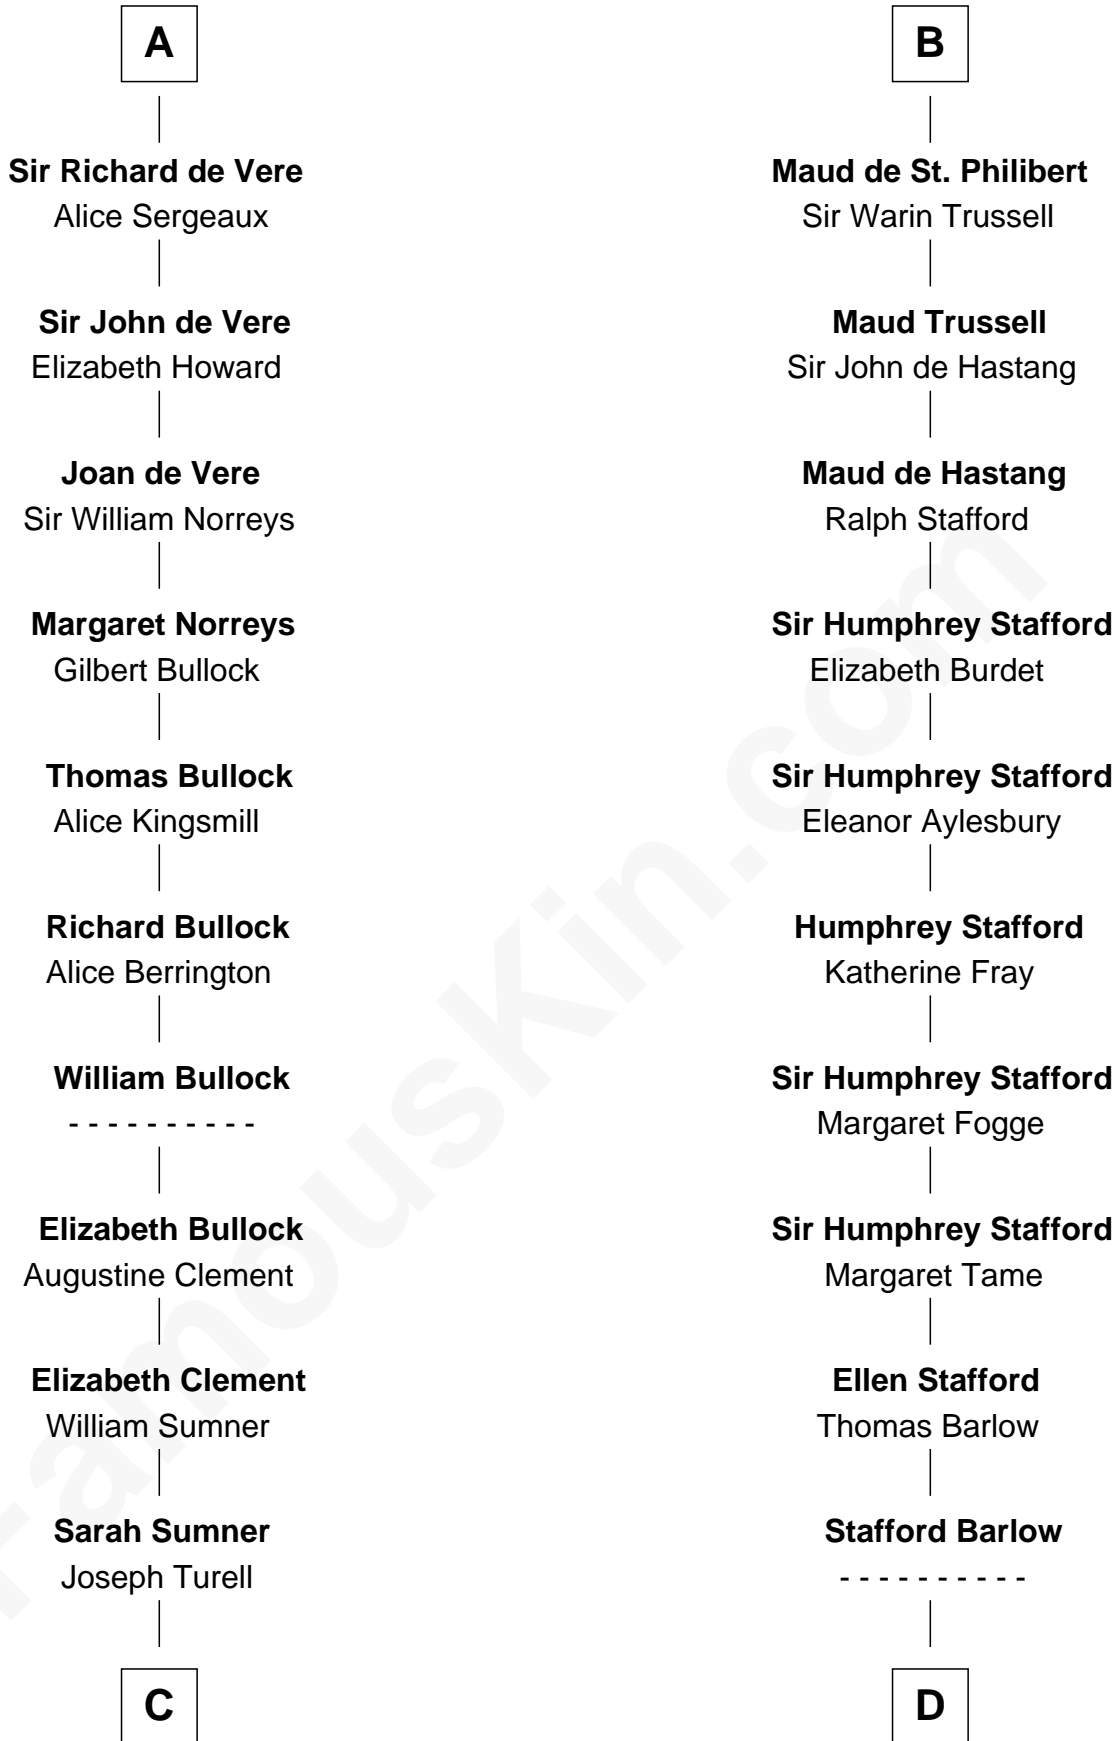 A
Sir Richard de Vere
Alice Sergeaux
Sir John de Vere
Elizabeth Howard
Joan de Vere
Sir William Norreys
Margaret Norreys
Gilbert Bullock
Thomas Bullock
Alice Kingsmill
Richard Bullock
Alice Berrington
William Bullock
- - - - - - - - - -
Elizabeth Bullock
Augustine Clement
Elizabeth Clement
William Sumner
Sarah Sumner
Joseph Turell
C
B
Maud de St. Philibert
Sir Warin Trussell
Maud Trussell
Sir John de Hastang
Maud de Hastang
Ralph Stafford
Sir Humphrey Stafford
Elizabeth Burdet
Sir Humphrey Stafford
Eleanor Aylesbury
Humphrey Stafford
Katherine Fray
Sir Humphrey Stafford
Margaret Fogge
Sir Humphrey Stafford
Margaret Tame
Ellen Stafford
Thomas Barlow
Stafford Barlow
- - - - - - - - - -
D
FamousKin.com